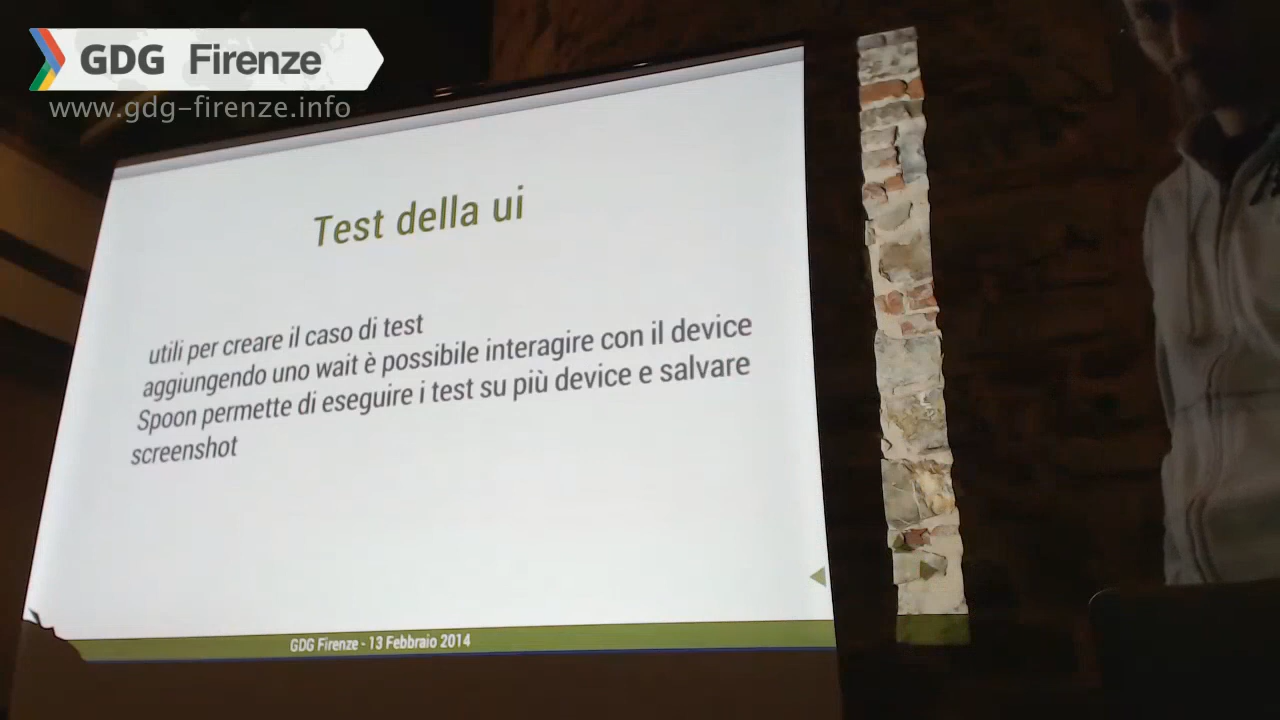 GDG Firenze
www.gdg-firenze.info
Test della ui
utili per creare il caso di test
aggiungendo uno wait è possibile interagire con il device
Spoon permette di eseguire i test su più device e salvare
screenshot
GDG Firenze - 13 Febbraio 2014